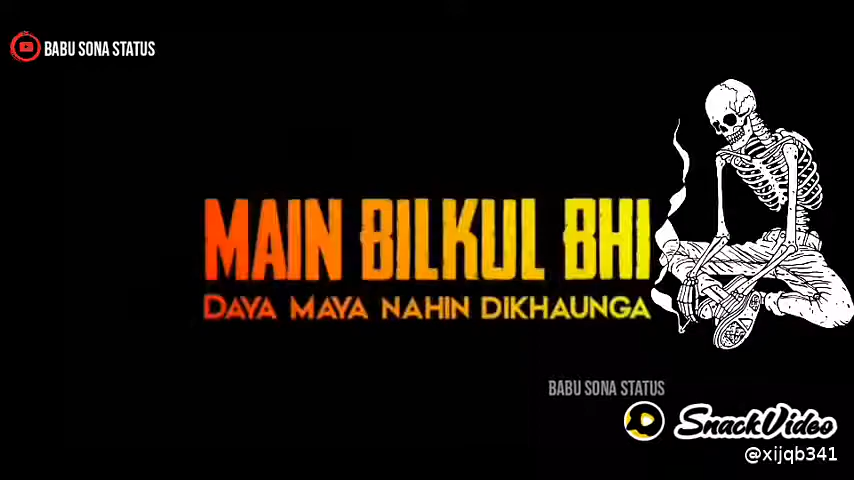 BABU SONA STATUS
MAIN BILKUL BHI
DAYA MAYA NAHIN DIKHAUNGA
BABU SONA STATUS
SnackVideo
@xijqb341